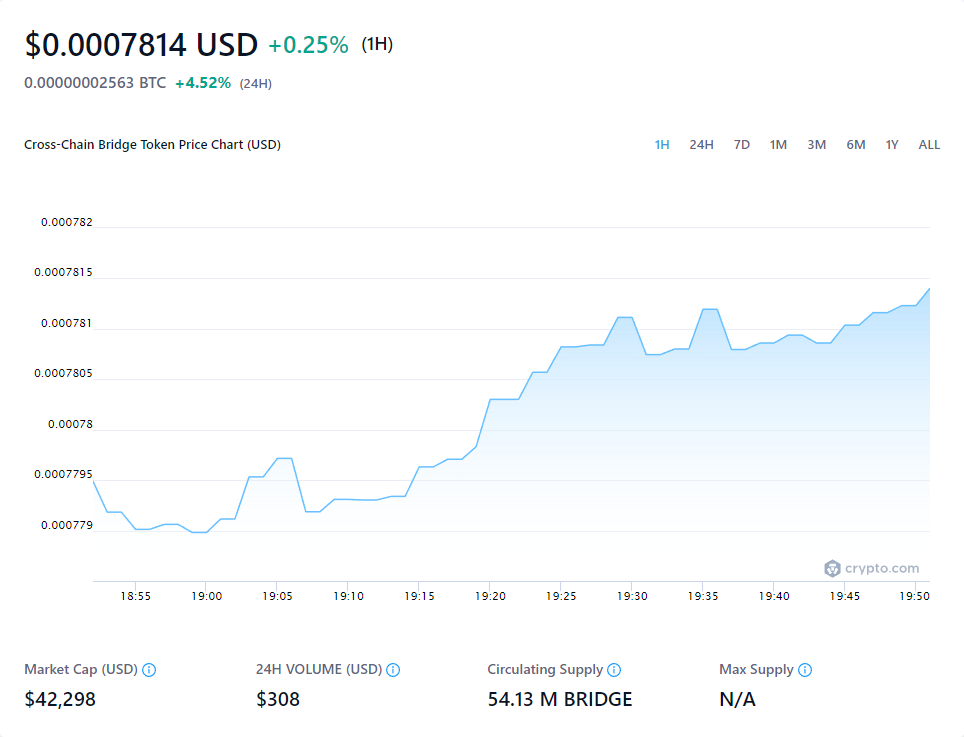 $0.0007814 USD +0.25% (1H)
0.00000002563 BTC +4.52% (24H)
Cross-Chain Bridge Token Price Chart (USD) 1H 24H 7D 1M 3M 6M 1Y ALL
0.000782
0.0007815
0.000781
0.0007805
0.00078
0.0007795
0.000779
crypto.com
18:55 19:00 19:05 19:10 19:15 19:20 19:25 19:30 19:35 19:40 19:45 19:50
Market Cap (USD) 24H VOLUME (USD) Circulating Supply Max Supply
$42,298 $308 54.13 M BRIDGE N/A